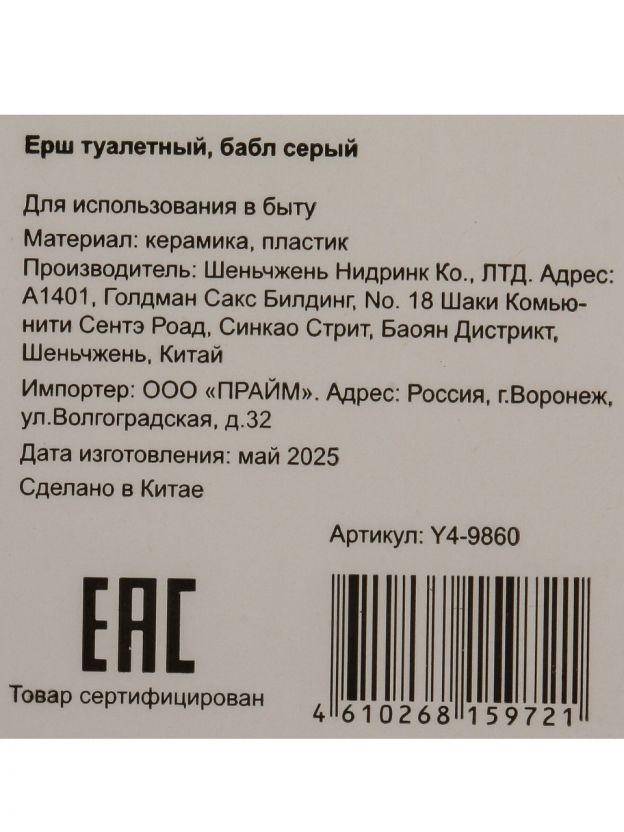 Ерш туалетный, бабл серый
Для использования в быту
Материал: керамика, пластик
Производитель: Шеньчжень Нидринк Ко., ЛТД. Адрес:
А1401, Голдман Сакс Билдинг, No. 18 Шаки Комью-
нити Сентэ Роад, Синкао Стрит, Баоян Дистрикт,
Шеньчжень, Китай
Импортер: ООО «ПРАЙМ». Адрес: Россия, г.Воронеж,
ул.Волгоградская, д.32
Дата изготовления: май 2025
Сделано в Китае
Артикул: Y4-9860
EAC
Товар сертифицирован
4 610268 159721